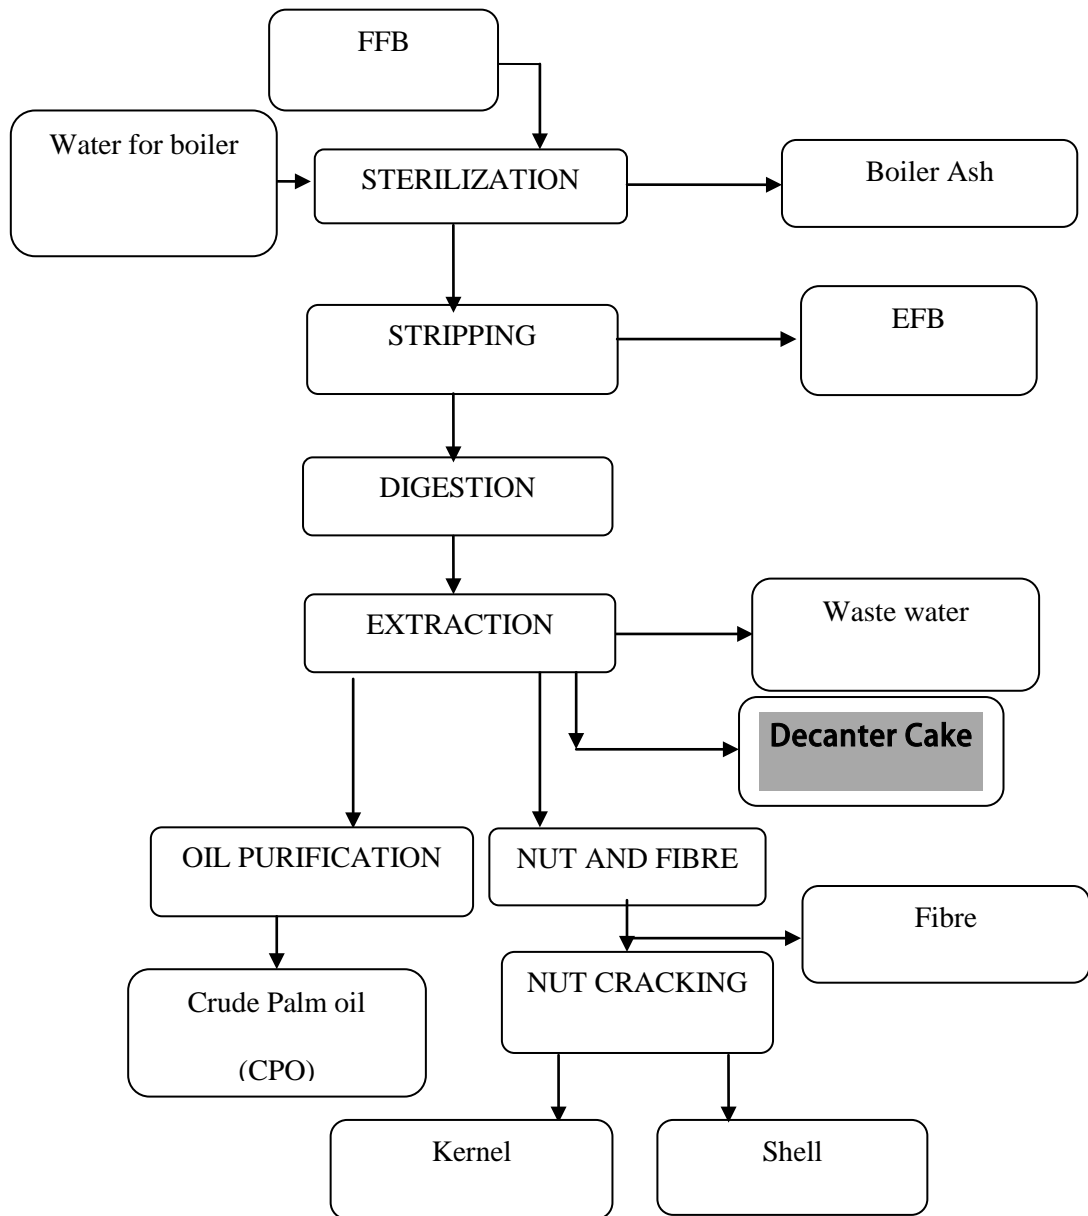 FFB
Water for boiler
STERILIZATION
Boiler Ash
STRIPPING
EFB
DIGESTION
EXTRACTION
Waste water
Decanter Cake
OIL PURIFICATION
NUT AND FIBRE
Fibre
NUT CRACKING
Crude Palm oil
(CPO)
Kernel
Shell